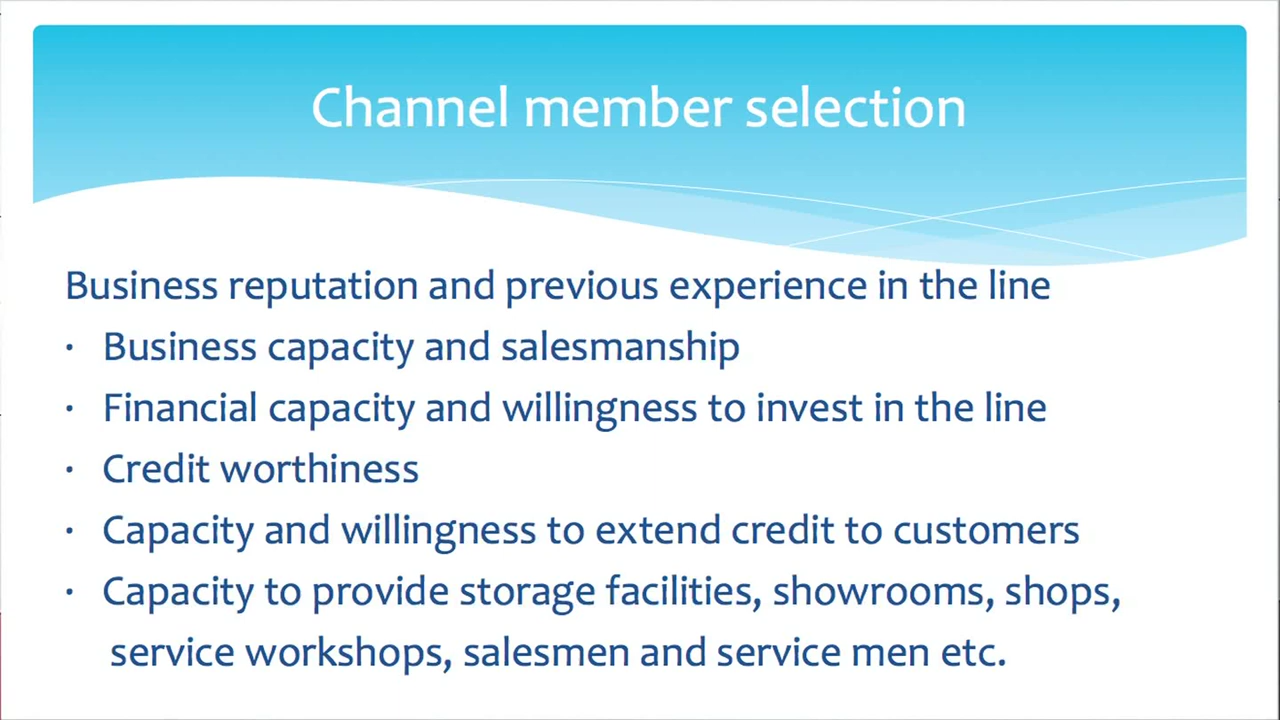 Channel member selection
Business reputation and previous experience in the line
· Business capacity and salesmanship
· Financial capacity and willingness to invest in the line
· Credit worthiness
· Capacity and willingness to extend credit to customers
· Capacity to provide storage facilities, showrooms, shops,
service workshops, salesmen and service men etc.